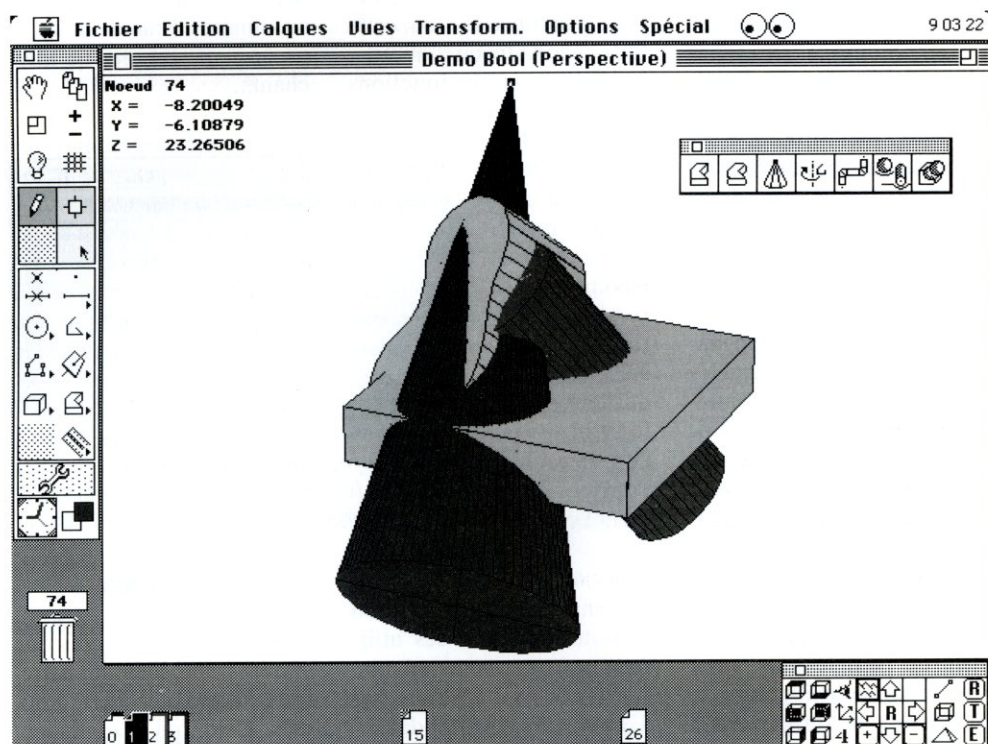 Fichier Edition Calques Vues Transform. Options Spécial 9 03 22
Demo Bool (Perspective)
Noeud 74
X = -8.20049
Y = -6.10879
Z = 23.26506
74
0 1 2 3 15 26
R
R T
4 + - E